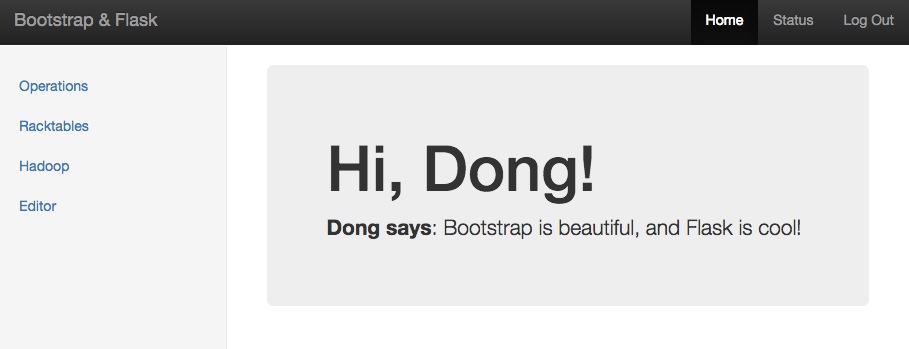 Bootstrap & Flask
Home Status Log Out
Operations
Racktables
Hadoop
Editor
Hi, Dong!
Dong says: Bootstrap is beautiful, and Flask is cool!